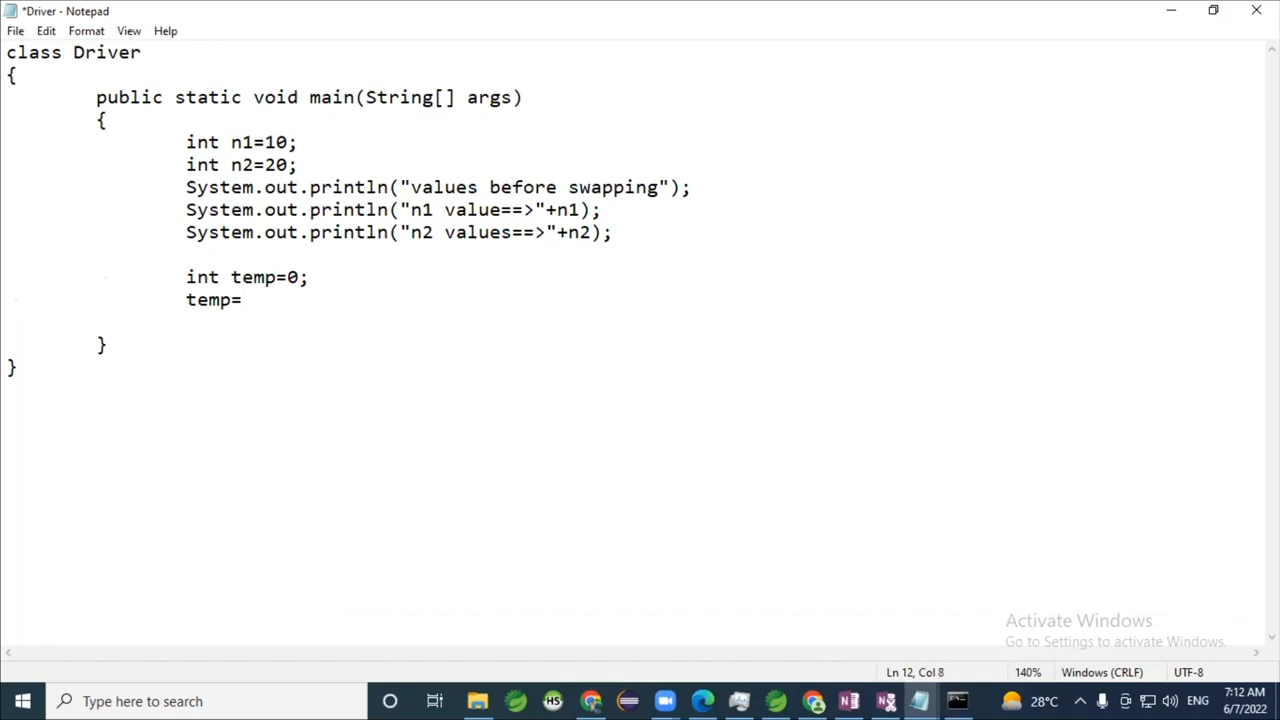 *Driver - Notepad
File Edit Format View Help
class Driver
{
public static void main(String[] args)
{
int n1=10;
int n2=20;
System.out.println("values before swapping");
System.out.println("n1 value==>"+n1);
System.out.println("n2 values==>"+n2);
int temp=0;
temp=
}
}
Activate Windows
Go to Settings to activate Windows.
Ln 12, Col 8 140% Windows (CRLF) UTF-8
Type here to search HS 28°C ENG 7:12 AM
6/7/2022